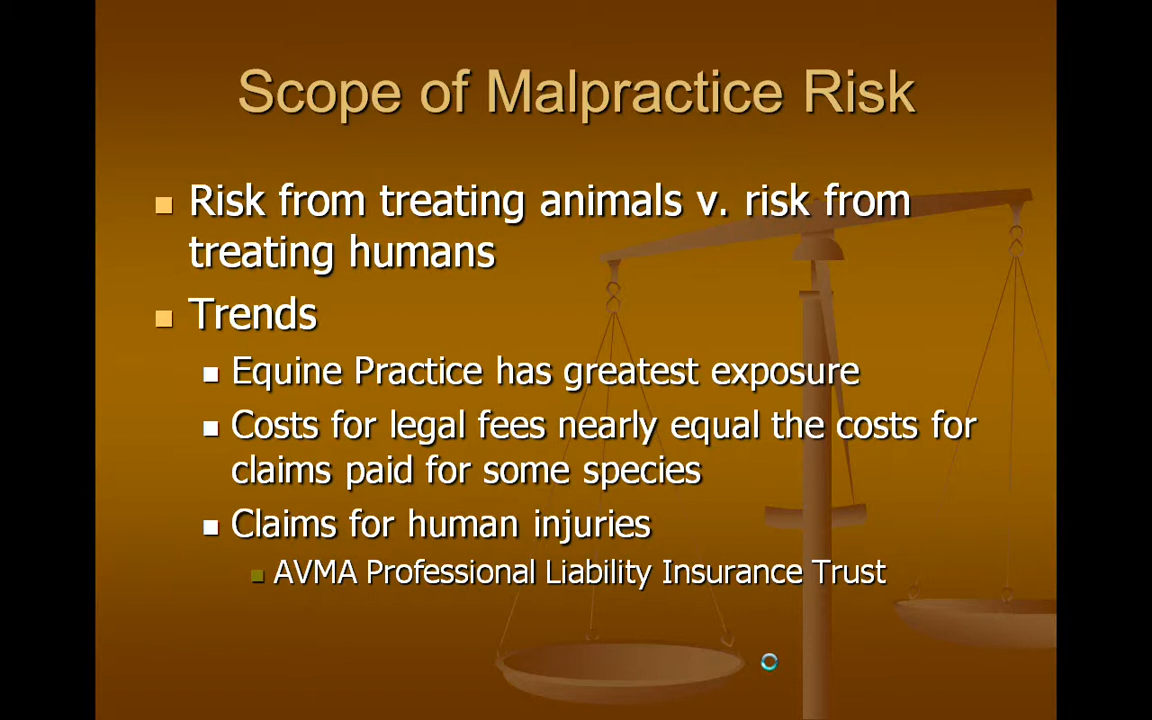 Scope of Malpractice Risk
Risk from treating animals v. risk from
treating humans
Trends
Equine Practice has greatest exposure
Costs for legal fees nearly equal the costs for
claims paid for some species
Claims for human injuries
AVMA Professional Liability Insurance Trust